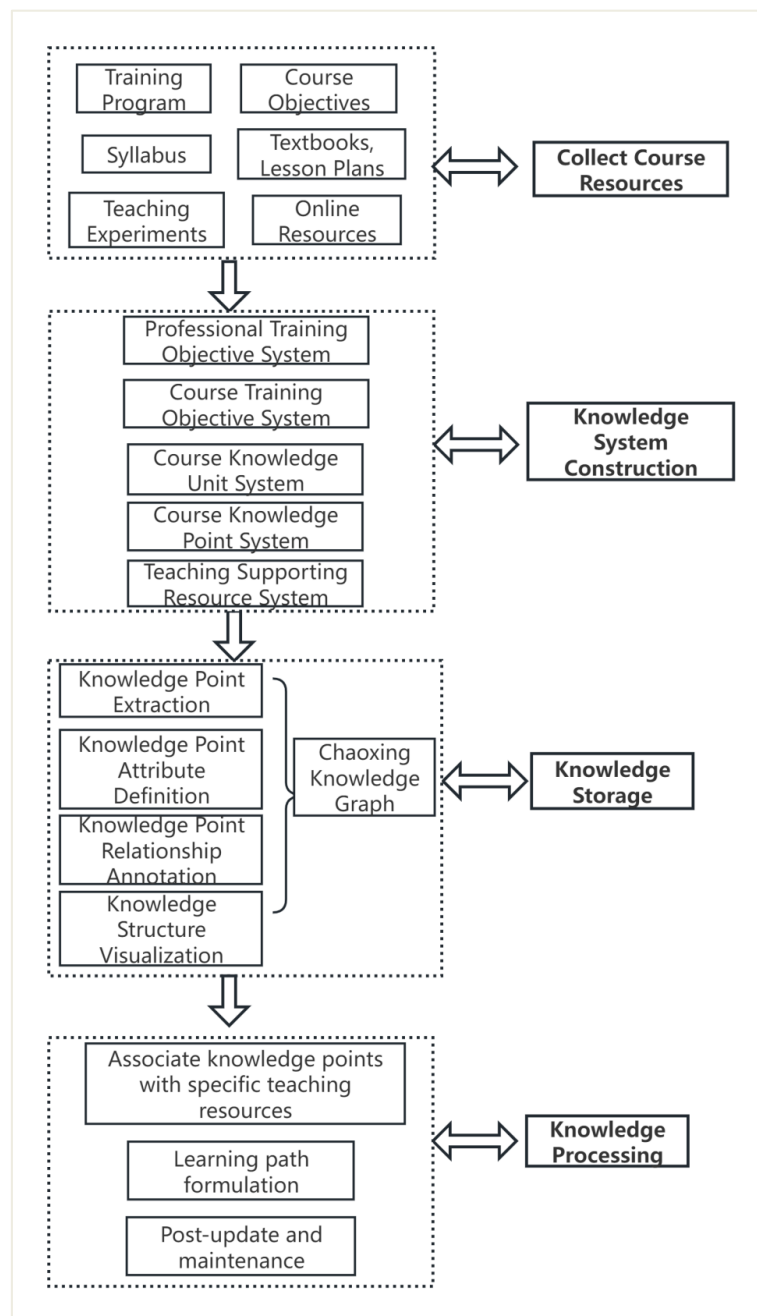 Training
Program
Course
Objectives
Syllabus
Textbooks,
Lesson Plans
Teaching
Experiments
Online
Resources
Collect Course
Resources
Professional Training
Objective System
Course Training
Objective System
Course Knowledge
Unit System
Course Knowledge
Point System
Teaching Supporting
Resource System
Knowledge
System
Construction
Knowledge Point
Extraction
Knowledge Point
Attribute
Definition
Knowledge Point
Relationship
Annotation
Knowledge
Structure
Visualization
Chaoxing
Knowledge
Graph
Knowledge
Storage
Associate knowledge points
with specific teaching
resources
Learning path
formulation
Post-update and
maintenance
Knowledge
Processing